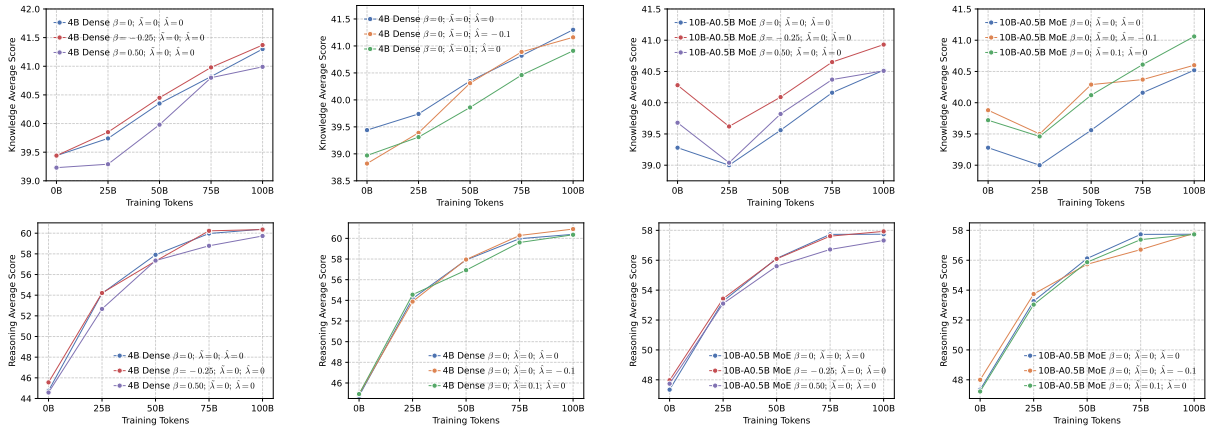 42.0
41.5
41.0
40.5
40.0
39.5
39.0
Knowledge Average Score
4B Dense β = 0; λ̃ = 0; λ̂ = 0
4B Dense β = −0.25; λ̃ = 0; λ̂ = 0
4B Dense β = 0.50; λ̃ = 0; λ̂ = 0
0B 25B 50B 75B 100B
Training Tokens
41.5
41.0
40.5
40.0
39.5
39.0
38.5
Knowledge Average Score
4B Dense β = 0; λ̃ = 0; λ̂ = 0
4B Dense β = 0; λ̃ = 0; λ̂ = −0.1
4B Dense β = 0; λ̃ = 0.1; λ̂ = 0
0B 25B 50B 75B 100B
Training Tokens
41.0
40.5
40.0
39.5
39.0
Knowledge Average Score
10B-A0.5B MoE β = 0; λ̃ = 0; λ̂ = 0
10B-A0.5B MoE β = −0.25; λ̃ = 0; λ̂ = 0
10B-A0.5B MoE β = 0.50; λ̃ = 0; λ̂ = 0
0B 25B 50B 75B 100B
Training Tokens
41.0
40.5
40.0
39.5
39.0
Knowledge Average Score
10B-A0.5B MoE β = 0; λ̃ = 0; λ̂ = 0
10B-A0.5B MoE β = 0; λ̃ = 0; λ̂ = −0.1
10B-A0.5B MoE β = 0; λ̃ = 0.1; λ̂ = 0
0B 25B 50B 75B 100B
Training Tokens
60
58
56
54
52
50
48
46
44
Reasoning Average Score
4B Dense β = 0; λ̃ = 0; λ̂ = 0
4B Dense β = −0.25; λ̃ = 0; λ̂ = 0
4B Dense β = 0.50; λ̃ = 0; λ̂ = 0
0B 25B 50B 75B 100B
Training Tokens
60
58
56
54
52
50
48
46
Reasoning Average Score
4B Dense β = 0; λ̃ = 0; λ̂ = 0
4B Dense β = 0; λ̃ = 0; λ̂ = −0.1
4B Dense β = 0; λ̃ = 0.1; λ̂ = 0
0B 25B 50B 75B 100B
Training Tokens
58
56
54
52
50
48
Reasoning Average Score
10B-A0.5B MoE β = 0; λ̃ = 0; λ̂ = 0
10B-A0.5B MoE β = −0.25; λ̃ = 0; λ̂ = 0
10B-A0.5B MoE β = 0.50; λ̃ = 0; λ̂ = 0
0B 25B 50B 75B 100B
Training Tokens
58
56
54
52
50
48
Reasoning Average Score
10B-A0.5B MoE β = 0; λ̃ = 0; λ̂ = 0
10B-A0.5B MoE β = 0; λ̃ = 0; λ̂ = −0.1
10B-A0.5B MoE β = 0; λ̃ = 0.1; λ̂ = 0
0B 25B 50B 75B 100B
Training Tokens